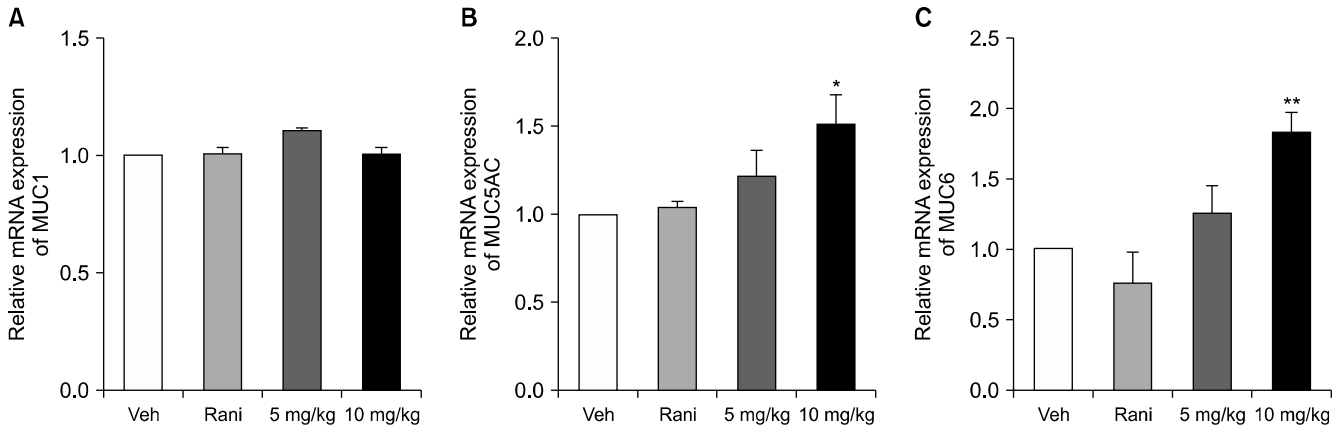 A
Relative mRNA expression
of MUC1
1.5
1.0
0.5
0.0
Veh
Rani
5 mg/kg
10 mg/kg
B
Relative mRNA expression
of MUC5AC
2.0
1.5
1.0
0.5
0.0
*
Veh
Rani
5 mg/kg
10 mg/kg
C
Relative mRNA expression
of MUC6
2.5
2.0
1.5
1.0
0.5
0.0
**
Veh
Rani
5 mg/kg
10 mg/kg